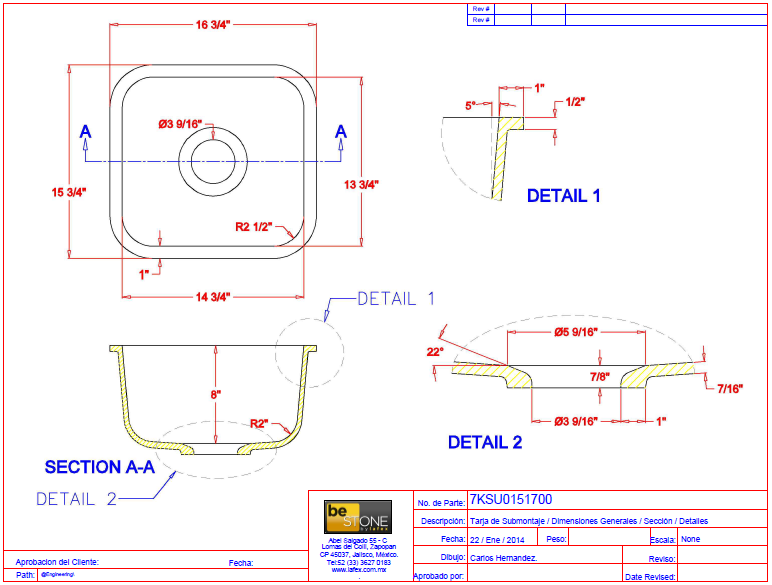 Rev #
Rev #
16 3/4"
1"
5°
1/2"
Ø3 9/16"
A
A
15 3/4"
13 3/4"
DETAIL 1
R2 1/2"
1"
14 3/4"
DETAIL 1
Ø5 9/16"
22°
7/8"
7/16"
8"
R2"
Ø3 9/16"
1"
DETAIL 2
SECTION A-A
DETAIL 2
be
STONE
by lafex
Abel Salgado 55 - C
Lomas del Colli, Zapopan
CP 45037, Jalisco, México
Tel:52 (33) 3627 0183
www.lafex.com.mx
No. de Parte: 7KSU0151700
Descripción: Tarja de Submontaje / Dimensiones Generales / Sección / Detalles
Fecha: 22 / Ene / 2014 Peso: Escala: None
Dibujo: Carlos Hernandez. Reviso:
Aprobado por: Date Revised:
Aprobacion del Cliente: Fecha:
Path: @Engineering\